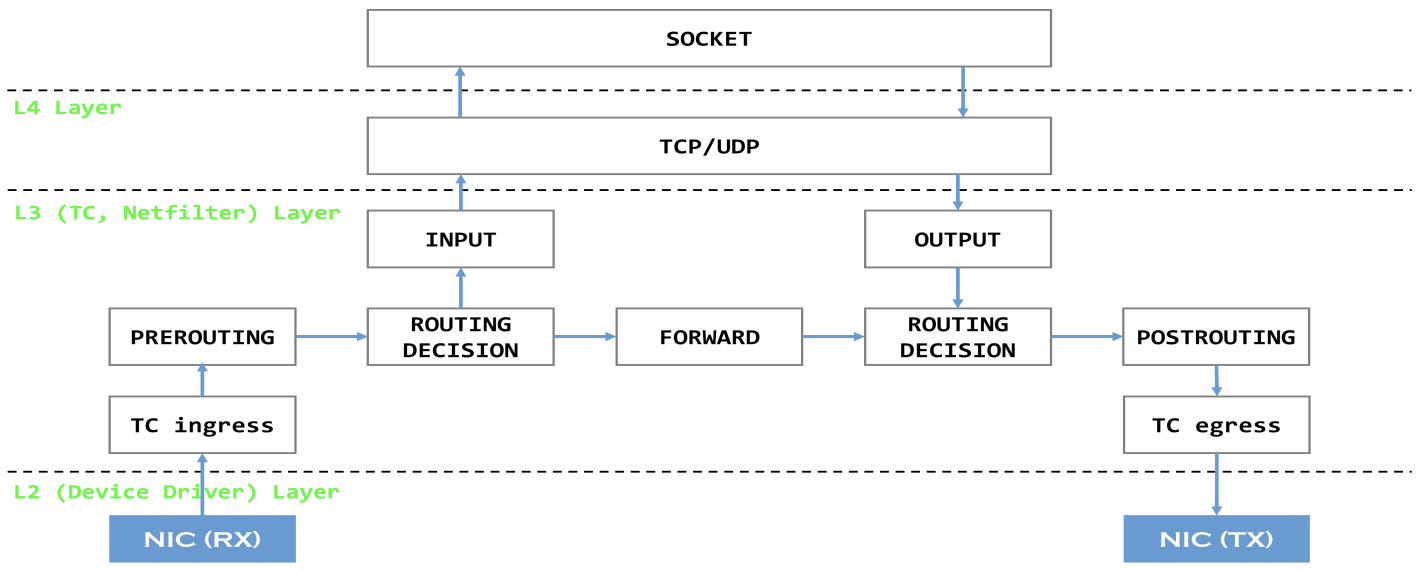 SOCKET
L4 Layer
TCP/UDP
L3 (TC, Netfilter) Layer
INPUT
OUTPUT
PREROUTING
ROUTING
DECISION
FORWARD
ROUTING
DECISION
POSTROUTING
TC ingress
TC egress
L2 (Device Driver) Layer
NIC (RX)
NIC (TX)